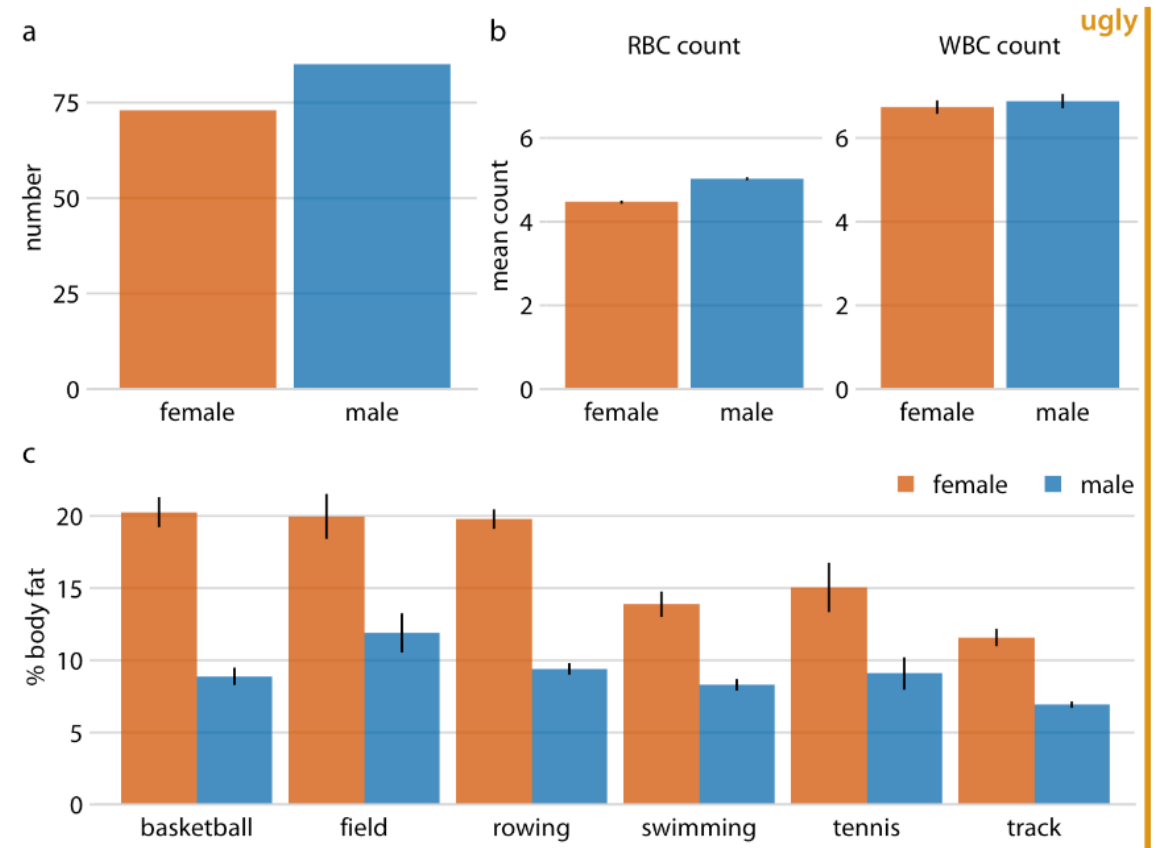 a
b
ugly
RBC count
WBC count
number
75
50
25
0
female
male
mean count
6
4
2
0
female
male
6
4
2
0
female
male
c
female
male
% body fat
20
15
10
5
0
basketball
field
rowing
swimming
tennis
track